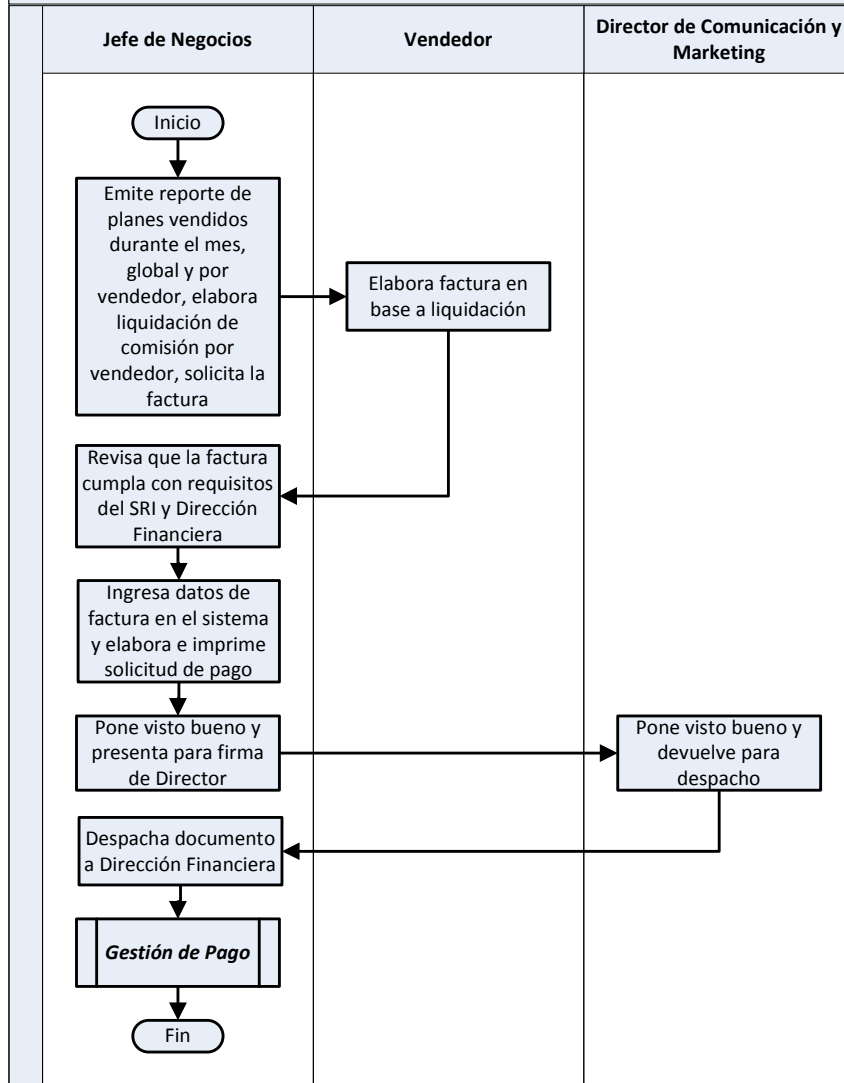 Jefe de Negocios
Vendedor
Director de Comunicación y
Marketing
Inicio
Emite reporte de
planes vendidos
durante el mes,
global y por
vendedor, elabora
liquidación de
comisión por
vendedor, solicita la
factura
Elabora factura en
base a liquidación
Revisa que la factura
cumpla con requisitos
del SRI y Dirección
Financiera
Ingresa datos de
factura en el sistema
y elabora e imprime
solicitud de pago
Pone visto bueno y
presenta para firma
de Director
Pone visto bueno y
devuelve para
despacho
Despacha documento
a Dirección Financiera
Gestión de Pago
Fin